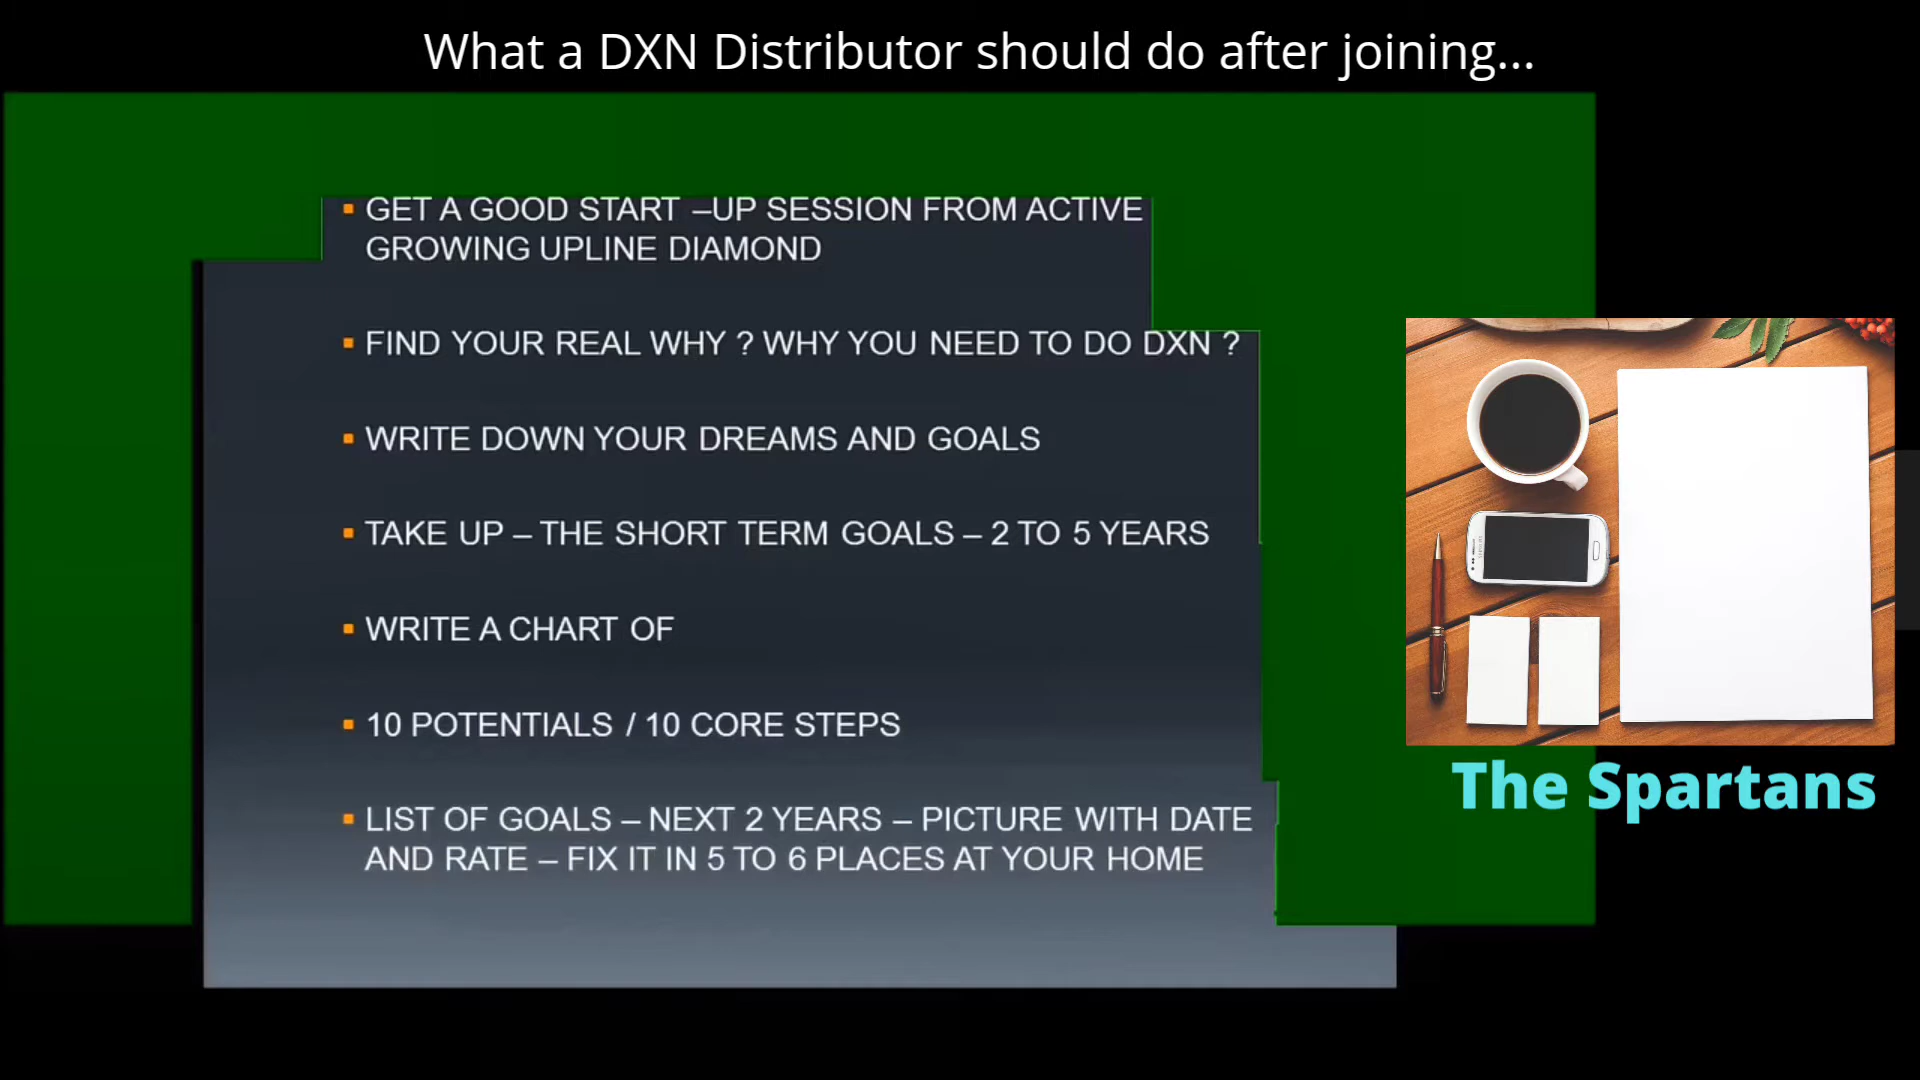 What a DXN Distributor should do after joining...
GET A GOOD START –UP SESSION FROM ACTIVE
GROWING UPLINE DIAMOND
FIND YOUR REAL WHY ? WHY YOU NEED TO DO DXN ?
WRITE DOWN YOUR DREAMS AND GOALS
TAKE UP – THE SHORT TERM GOALS – 2 TO 5 YEARS
WRITE A CHART OF
10 POTENTIALS / 10 CORE STEPS
LIST OF GOALS – NEXT 2 YEARS – PICTURE WITH DATE
AND RATE – FIX IT IN 5 TO 6 PLACES AT YOUR HOME
The Spartans